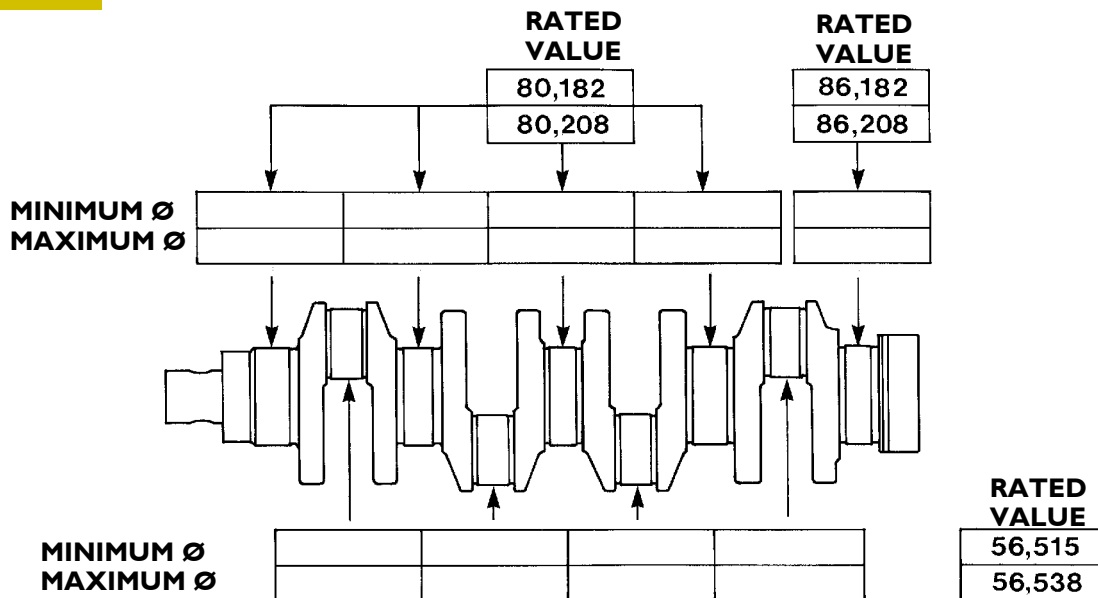 RATED
VALUE
80,182
80,208
RATED
VALUE
86,182
86,208
MINIMUM Ø
MAXIMUM Ø
MINIMUM Ø
MAXIMUM Ø
RATED
VALUE
56,515
56,538